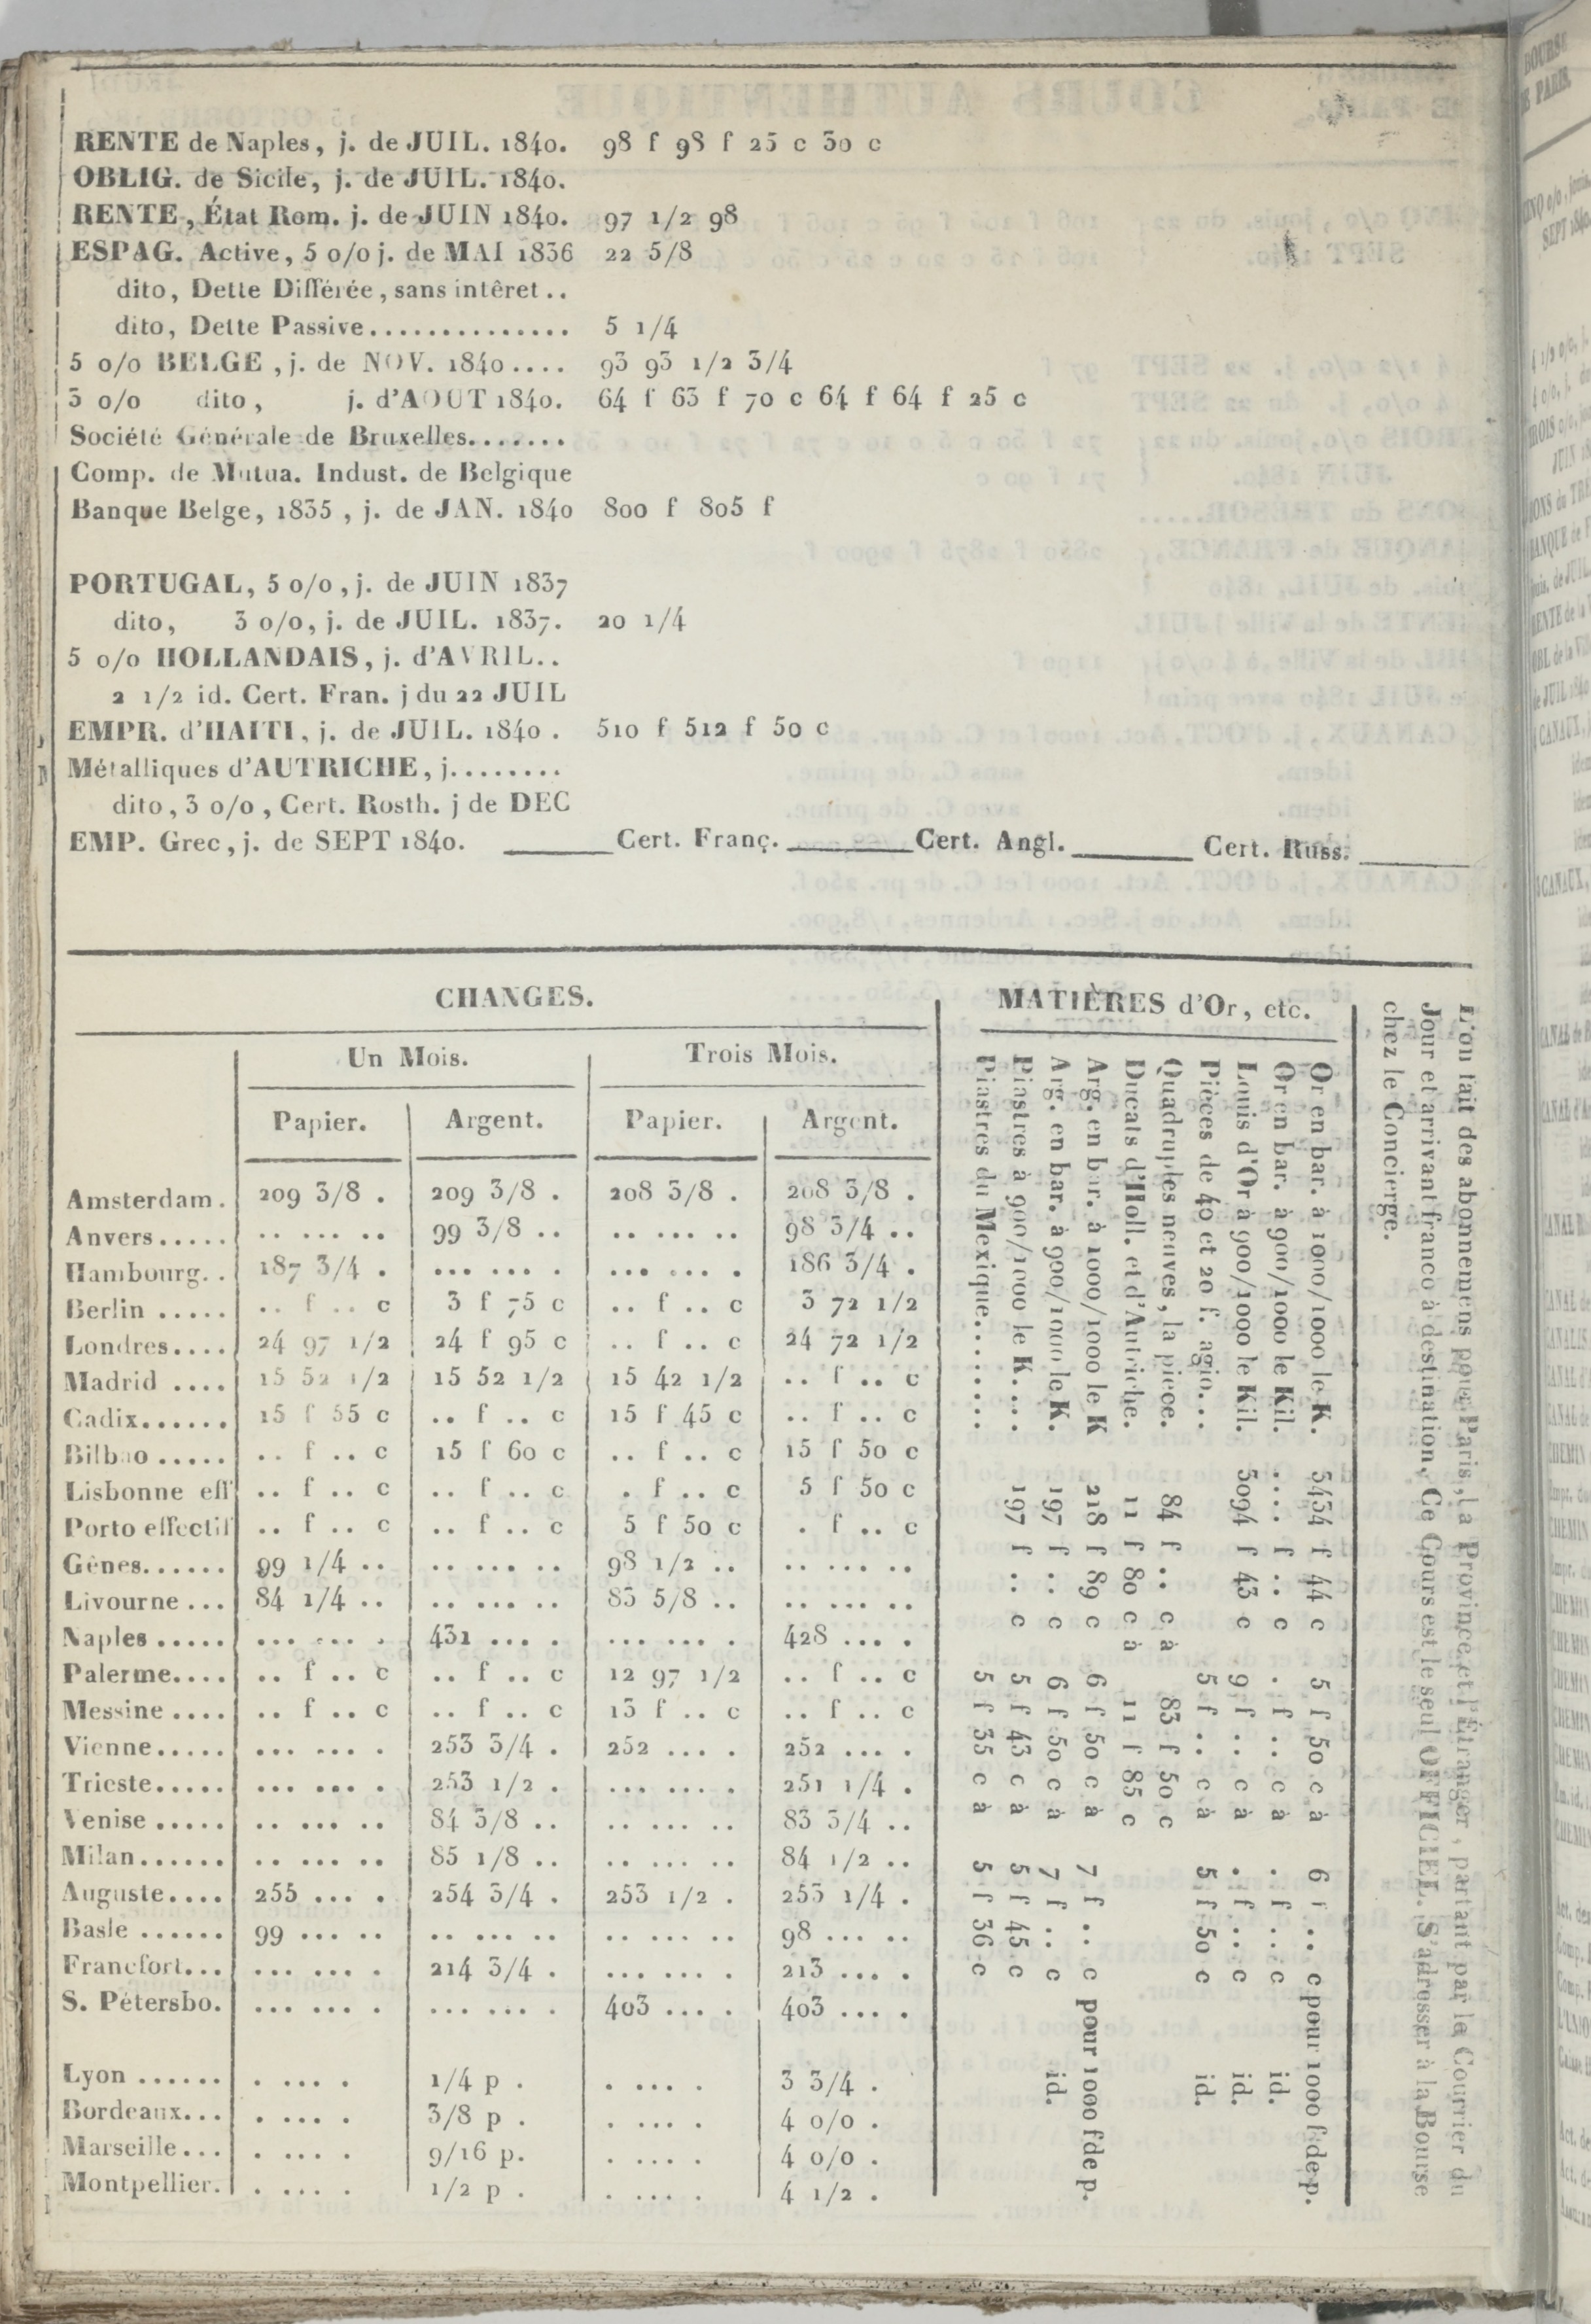 RENTE de Naples, j. de JUIL. 1840. 98 f 98 f 25 c 30 c
OBLIG. de Sicile, j. de JUIL. 1840.
RENTE, État Rom. j. de JUIN 1840. 97 1/2 98
ESPAG. Active, 5 o/o j. de MAI 1836 22 5/8
dito, Dette Différée, sans intêret..
dito, Dette Passive.............. 5 1/4
5 o/o BELGE, j. de NOV. 1840.... 93 93 1/2 3/4
3 o/o dito, j. d'AOUT 1840. 64 f 63 f 70 c 64 f 64 f 25 c
Société Générale de Bruxelles.......
Comp. de Mutua. Indust. de Belgique
Banque Belge, 1835, j. de JAN. 1840 800 f 805 f
PORTUGAL, 5 o/o, j. de JUIN 1837
dito, 3 o/o, j. de JUIL. 1837. 20 1/4
5 o/o HOLLANDAIS, j. d'AVRIL..
2 1/2 id. Cert. Fran. j du 22 JUIL
EMPR. d'HAITI, j. de JUIL. 1840. 510 f 512 f 50 c
Métalliques d'AUTRICHE, j........
dito, 3 o/o, Cert. Rosth. j de DEC
EMP. Grec, j. de SEPT 1840. ______Cert. Franç.______Cert. Angl.______ Cert. Russ.______
CHANGES.
Un Mois. Trois Mois.
Papier. Argent. Papier. Argent.
Amsterdam. 209 3/8 . 209 3/8 . 208 3/8 . 208 3/8 .
Anvers..... .. ... .. 99 3/8 .. .. ... .. 98 3/4 ..
Hambourg.. 187 3/4 . ... ... . ... ... . 186 3/4 .
Berlin ..... .. f .. c 3 f 75 c .. f .. c 3 72 1/2
Londres.... 24 97 1/2 24 f 95 c .. f .. c 24 72 1/2
Madrid .... 15 52 1/2 15 52 1/2 15 42 1/2 .. f .. c
Cadix...... 15 f 55 c .. f .. c 15 f 45 c .. f .. c
Bilbao ..... .. f .. c 15 f 60 c .. f .. c 15 f 50 c
Lisbonne eff .. f .. c .. f .. c . f .. c 5 f 50 c
Porto effectif .. f .. c .. f .. c 5 f 50 c . f .. c
Gênes...... 99 1/4 .. .. ... .. 98 1/2 .. .. ... ..
Livourne ... 84 1/4 .. .. ... .. 83 5/8 .. .. ... ..
Naples ..... ... ... . 431 ... . ... ... . 428 ... .
Palerme.... .. f .. c .. f .. c 12 97 1/2 .. f .. c
Messine .... .. f .. c .. f .. c 13 f .. c .. f .. c
Vienne..... ... ... . 253 3/4 . 252 ... . 252 ... .
Trieste..... ... ... . 253 1/2 . ... ... . 251 1/4 .
Venise ..... .. ... .. 84 3/8 .. .. ... .. 83 3/4 ..
Milan...... .. ... .. 85 1/8 .. .. ... .. 84 1/2 ..
Auguste.... 255 ... . 254 3/4 . 253 1/2 . 253 1/4 .
Basle ...... 99 ... .. .. ... .. .. ... .. 98 ... ..
Francfort... ... ... . 214 3/4 . ... ... . 213 ... .
S. Pétersbo. ... ... . ... ... . 403 ... . 403 ... .
Lyon ...... . ... . 1/4 p . . ... . 3 3/4 .
Bordeaux... . ... . 3/8 p . . ... . 4 o/o .
Marseille... . ... . 9/16 p. . ... . 4 o/o .
Montpellier. . ... . 1/2 p . . ... . 4 1/2 .
MATIÈRES d'Or, etc.
Or en bar. à 1000/1000 le K. 3434 f 44 c 5 f 50 c à 6 f .. c pour 1000 f de p.
Or en bar. à 900/1000 le Kil. .... f .. c . f .. c à . f .. c id.
Louis d'Or à 900/1000 le Kil. 3094 f 43 c 9 f .. c à . f .. c id.
Pièces de 40 et 20 f. agio... 5 f .. c à 5 f 50 c id.
Quadruples neuves, la piece. 84 f .. c à 83 f 50 c
Ducats d'Holl. et d'Autriche. 11 f 80 c à 11 f 85 c
Arg. en bar. à 1000/1000 le K 218 f 89 c 6 f 50 c à 7 f .. c pour 1000 f de p.
Arg. en bar. à 900/1000 le K. 197 f .. c 6 f 50 c à 7 f .. c id.
Piastres à 900/1000 le K.... 197 f .. c 5 f 43 c à 5 f 45 c
Piastres du Mexique........ 5 f 35 c à 5 f 36 c
L'on fait des abonnemens pour Paris, la Province et l'Étranger, partant par le Courrier du
Jour et arrivant franco à destination, Ce Cours est le seul OFFICIEL. S'adresser à la Bourse
chez le Concierge.